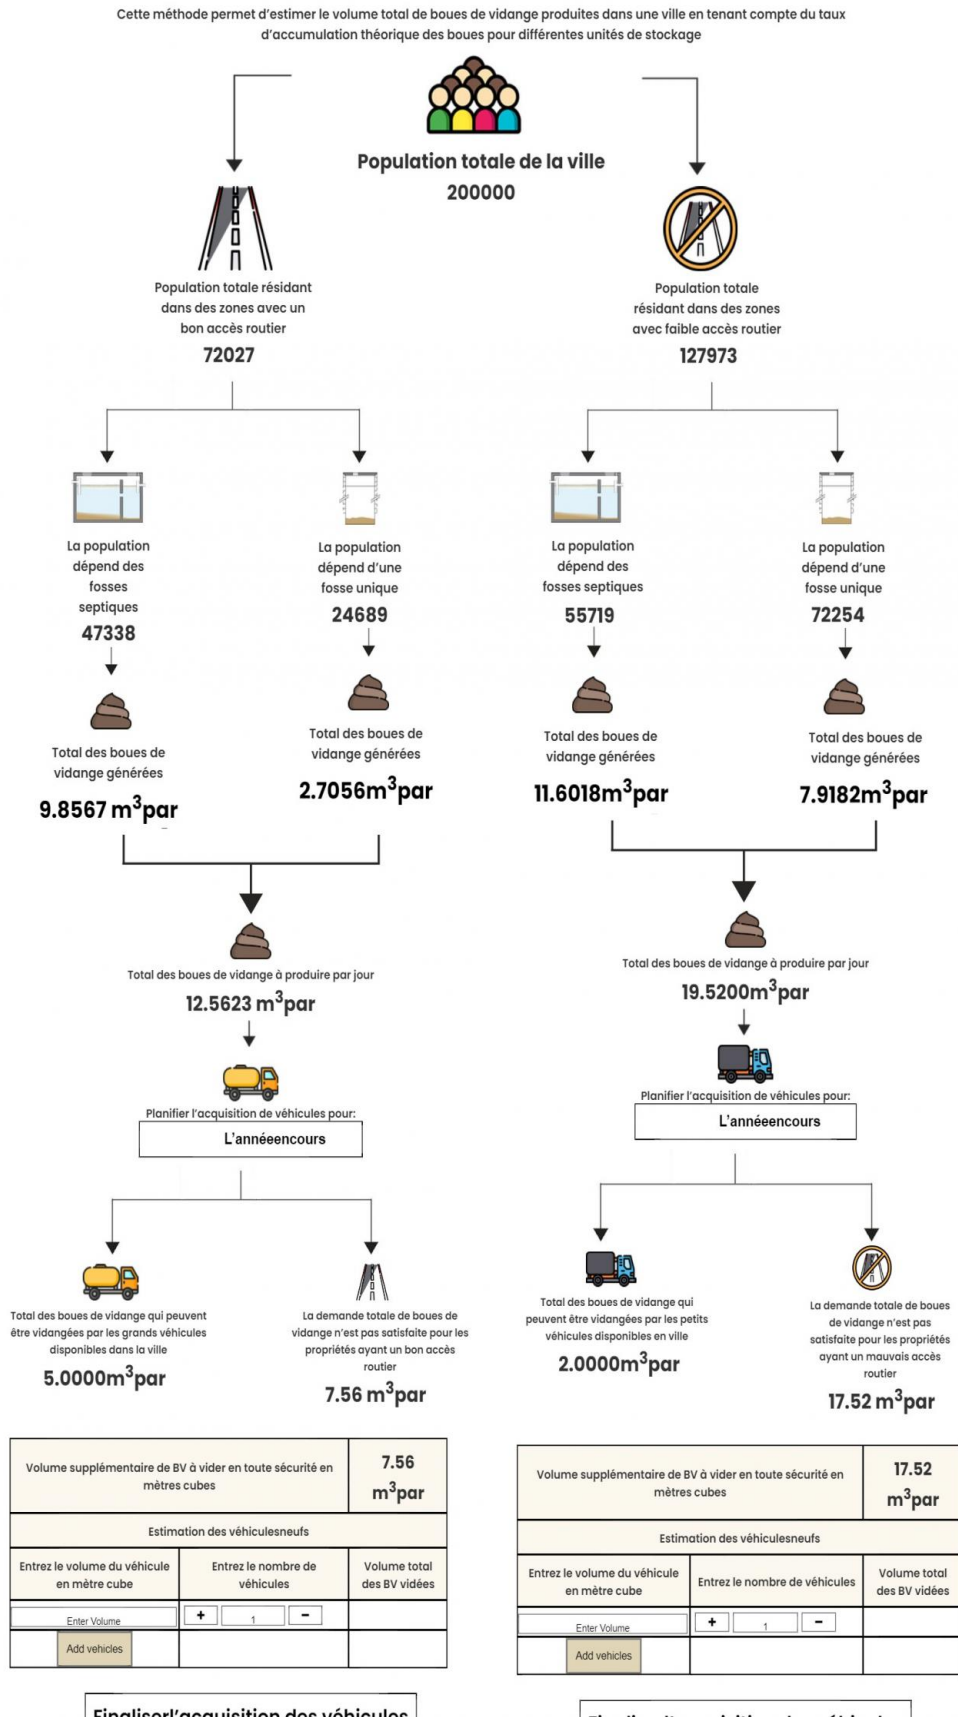 Cette méthode permet d'estimer le volume total de boues de vidange produites dans une ville en tenant compte du taux
d'accumulation théorique des boues pour différentes unités de stockage
Population totale de la ville
200000
Population totale résidant
dans des zones avec un
bon accès routier
72027
Population totale
résidant dans des zones
avec faible accès routier
127973
La population
dépend des
fosses
septiques
47338
La population
dépend d'une
fosse unique
24689
La population
dépend des
fosses septiques
55719
La population
dépend d'une
fosse unique
72254
Total des boues de
vidange générées
9.8567 m³par
Total des boues de
vidange générées
2.7056m³par
Total des boues de
vidange générées
11.6018m³par
Total des boues de
vidange générées
7.9182m³par
Total des boues de vidange à produire par jour
12.5623 m³par
Planifier l'acquisition de véhicules pour:
L'annéeencours
Total des boues de vidange à produire par jour
19.5200m³par
Planifier l'acquisition de véhicules pour:
L'annéeencours
Total des boues de vidange qui peuvent
être vidangées par les grands véhicules
disponibles dans la ville
5.0000m³par
La demande totale de boues de
vidange n'est pas satisfaite pour les
propriétés ayant un bon accès
routier
7.56 m³par
Total des boues de vidange qui
peuvent être vidangées par les petits
véhicules disponibles en ville
2.0000m³par
La demande totale de boues
de vidange n'est pas
satisfaite pour les propriétés
ayant un mauvais accès
routier
17.52 m³par
Volume supplémentaire de BV à vider en toute sécurité en
mètres cubes
7.56
m³par
Estimation des véhiculesneufs
Entrez le volume du véhicule
en mètre cube
Entrez le nombre de
véhicules
Volume total
des BV vidées
Enter Volume
+ 1 −
Add vehicles
Volume supplémentaire de BV à vider en toute sécurité en
mètres cubes
17.52
m³par
Estimation des véhiculesneufs
Entrez le volume du véhicule
en mètre cube
Entrez le nombre de véhicules
Volume total
des BV vidées
Enter Volume
+ 1 −
Add vehicles
Finaliserl'acquisition des véhicules